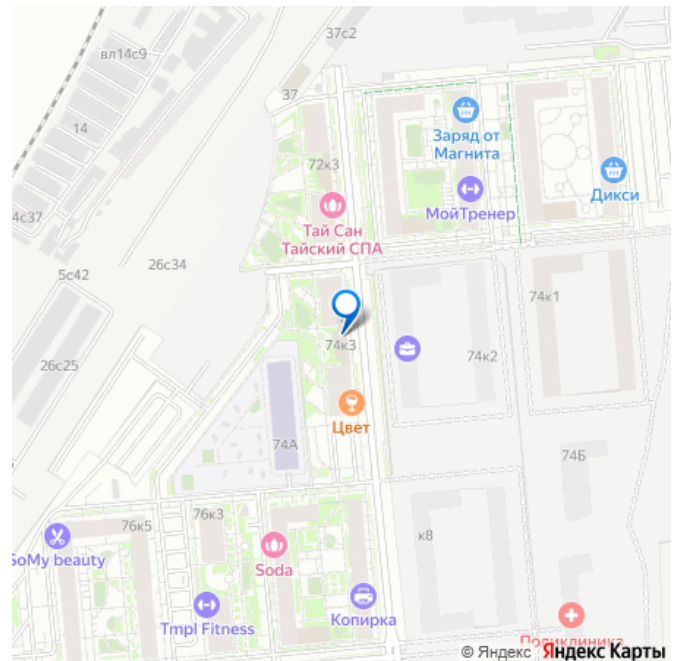 37с2
вл14с9
37
14
Заряд от
Магнита
72к3
Дикси
МойТренер
4с37
Тай Сан
Тайский СПА
5с42
26с34
74к1
74к3
74к2
26с25
Цвет
74А
74Б
76к5
76к3
к8
SoMy beauty
Soda
Копирка
Tmpl Fitness
Поликлиника
© Яндекс Яндекс Карты